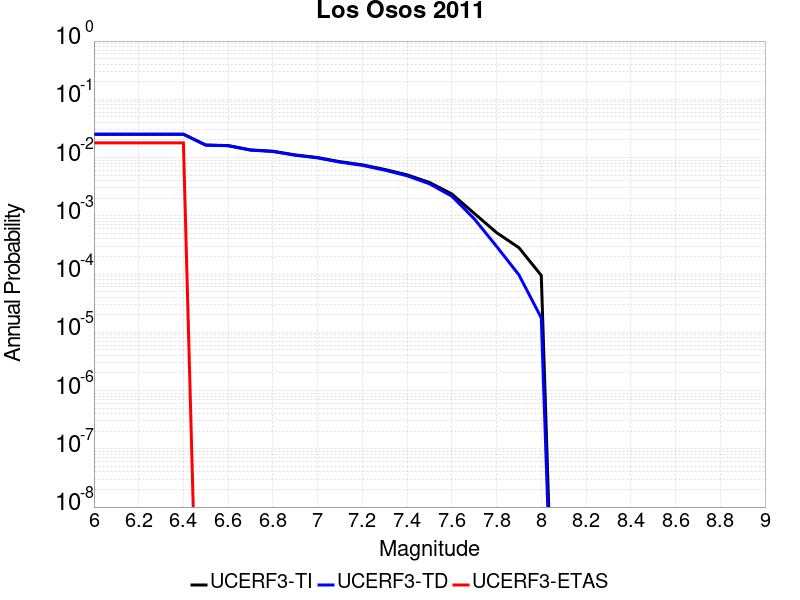 Los Osos 2011
10^0
10^-1
10^-2
10^-3
10^-4
10^-5
10^-6
10^-7
10^-8
Annual Probability
6 6.2 6.4 6.6 6.8 7 7.2 7.4 7.6 7.8 8 8.2 8.4 8.6 8.8 9
Magnitude
UCERF3-TI UCERF3-TD UCERF3-ETAS